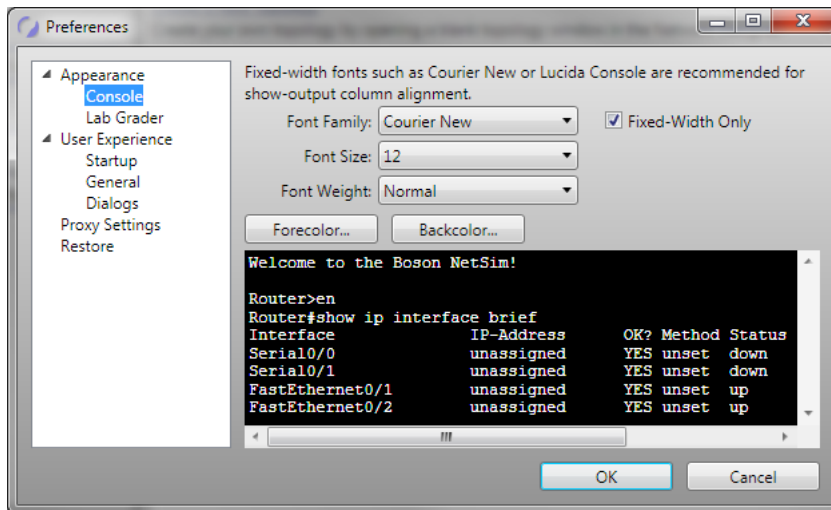 Preferences
Appearance
Console
Lab Grader
User Experience
Startup
General
Dialogs
Proxy Settings
Restore
Fixed-width fonts such as Courier New or Lucida Console are recommended for
show-output column alignment.
Font Family: Courier New Fixed-Width Only
Font Size: 12
Font Weight: Normal
Forecolor... Backcolor...
Welcome to the Boson NetSim!
Router>en
Router#show ip interface brief
Interface IP-Address OK? Method Status
Serial0/0 unassigned YES unset down
Serial0/1 unassigned YES unset down
FastEthernet0/1 unassigned YES unset up
FastEthernet0/2 unassigned YES unset up
OK Cancel